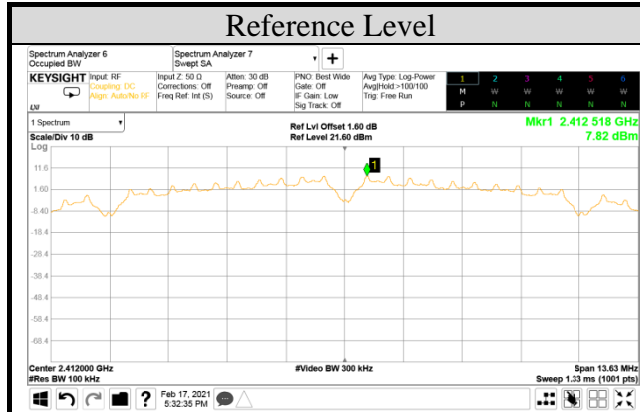 Reference Level
Spectrum Analyzer 6
Occupied BW
Spectrum Analyzer 7
Swept SA
KEYSIGHT
Input: RF
Coupling: DC
Align: Auto/No RF
Input Z: 50 Ω
Corrections: Off
Freq Ref: Int (S)
Atten: 30 dB
Preamp: Off
Source: Off
PNO: Best Wide
Gate: Off
IF Gain: Low
Sig Track: Off
Avg Type: Log-Power
Avg|Hold:>100/100
Trig: Free Run
1 2 3 4 5 6
M W W W W W
P N N N N N
LXI
1 Spectrum
Scale/Div 10 dB
Log
Ref Lvl Offset 1.60 dB
Ref Level 21.60 dBm
Mkr1 2.412 518 GHz
7.82 dBm
1
11.6
1.60
-8.40
-18.4
-28.4
-38.4
-48.4
-58.4
-68.4
Center 2.412000 GHz
#Res BW 100 kHz
#Video BW 300 kHz
Span 13.63 MHz
Sweep 1.33 ms (1001 pts)
?
Feb 17, 2021
5:32:35 PM